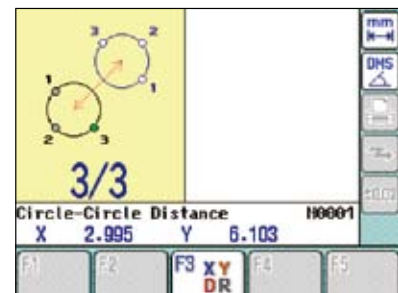 3 2
1
1
2 3
3/3
Circle-Circle Distance N0001
X 2.995 Y 6.103
F1 F2 F3 XY DR F4 F5
mm
DMS